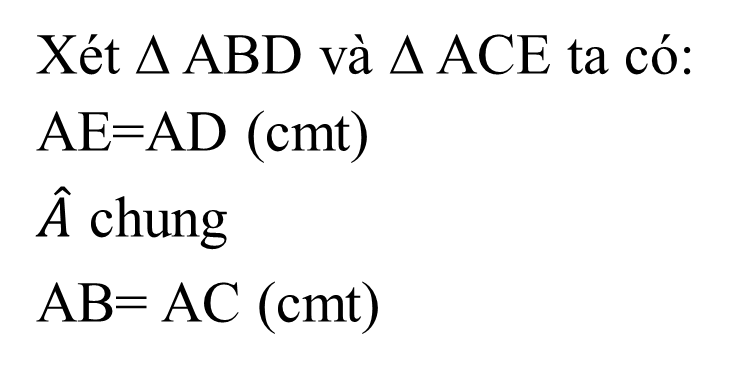 Xét Δ ABD và Δ ACE ta có:
AE=AD (cmt)
Â chung
AB= AC (cmt)